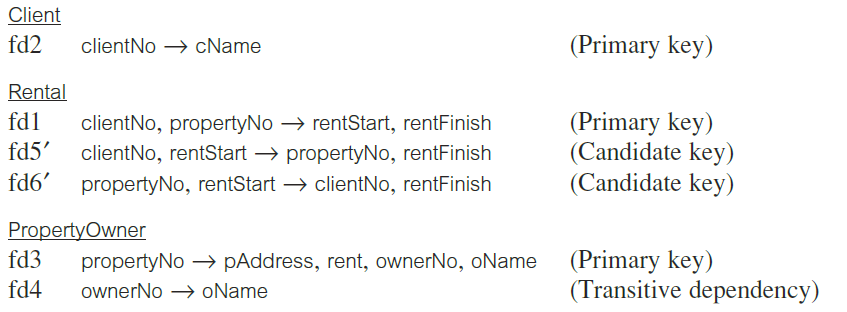 Client
fd2 clientNo → cName (Primary key)
Rental
fd1 clientNo, propertyNo → rentStart, rentFinish (Primary key)
fd5′ clientNo, rentStart → propertyNo, rentFinish (Candidate key)
fd6′ propertyNo, rentStart → clientNo, rentFinish (Candidate key)
PropertyOwner
fd3 propertyNo → pAddress, rent, ownerNo, oName (Primary key)
fd4 ownerNo → oName (Transitive dependency)